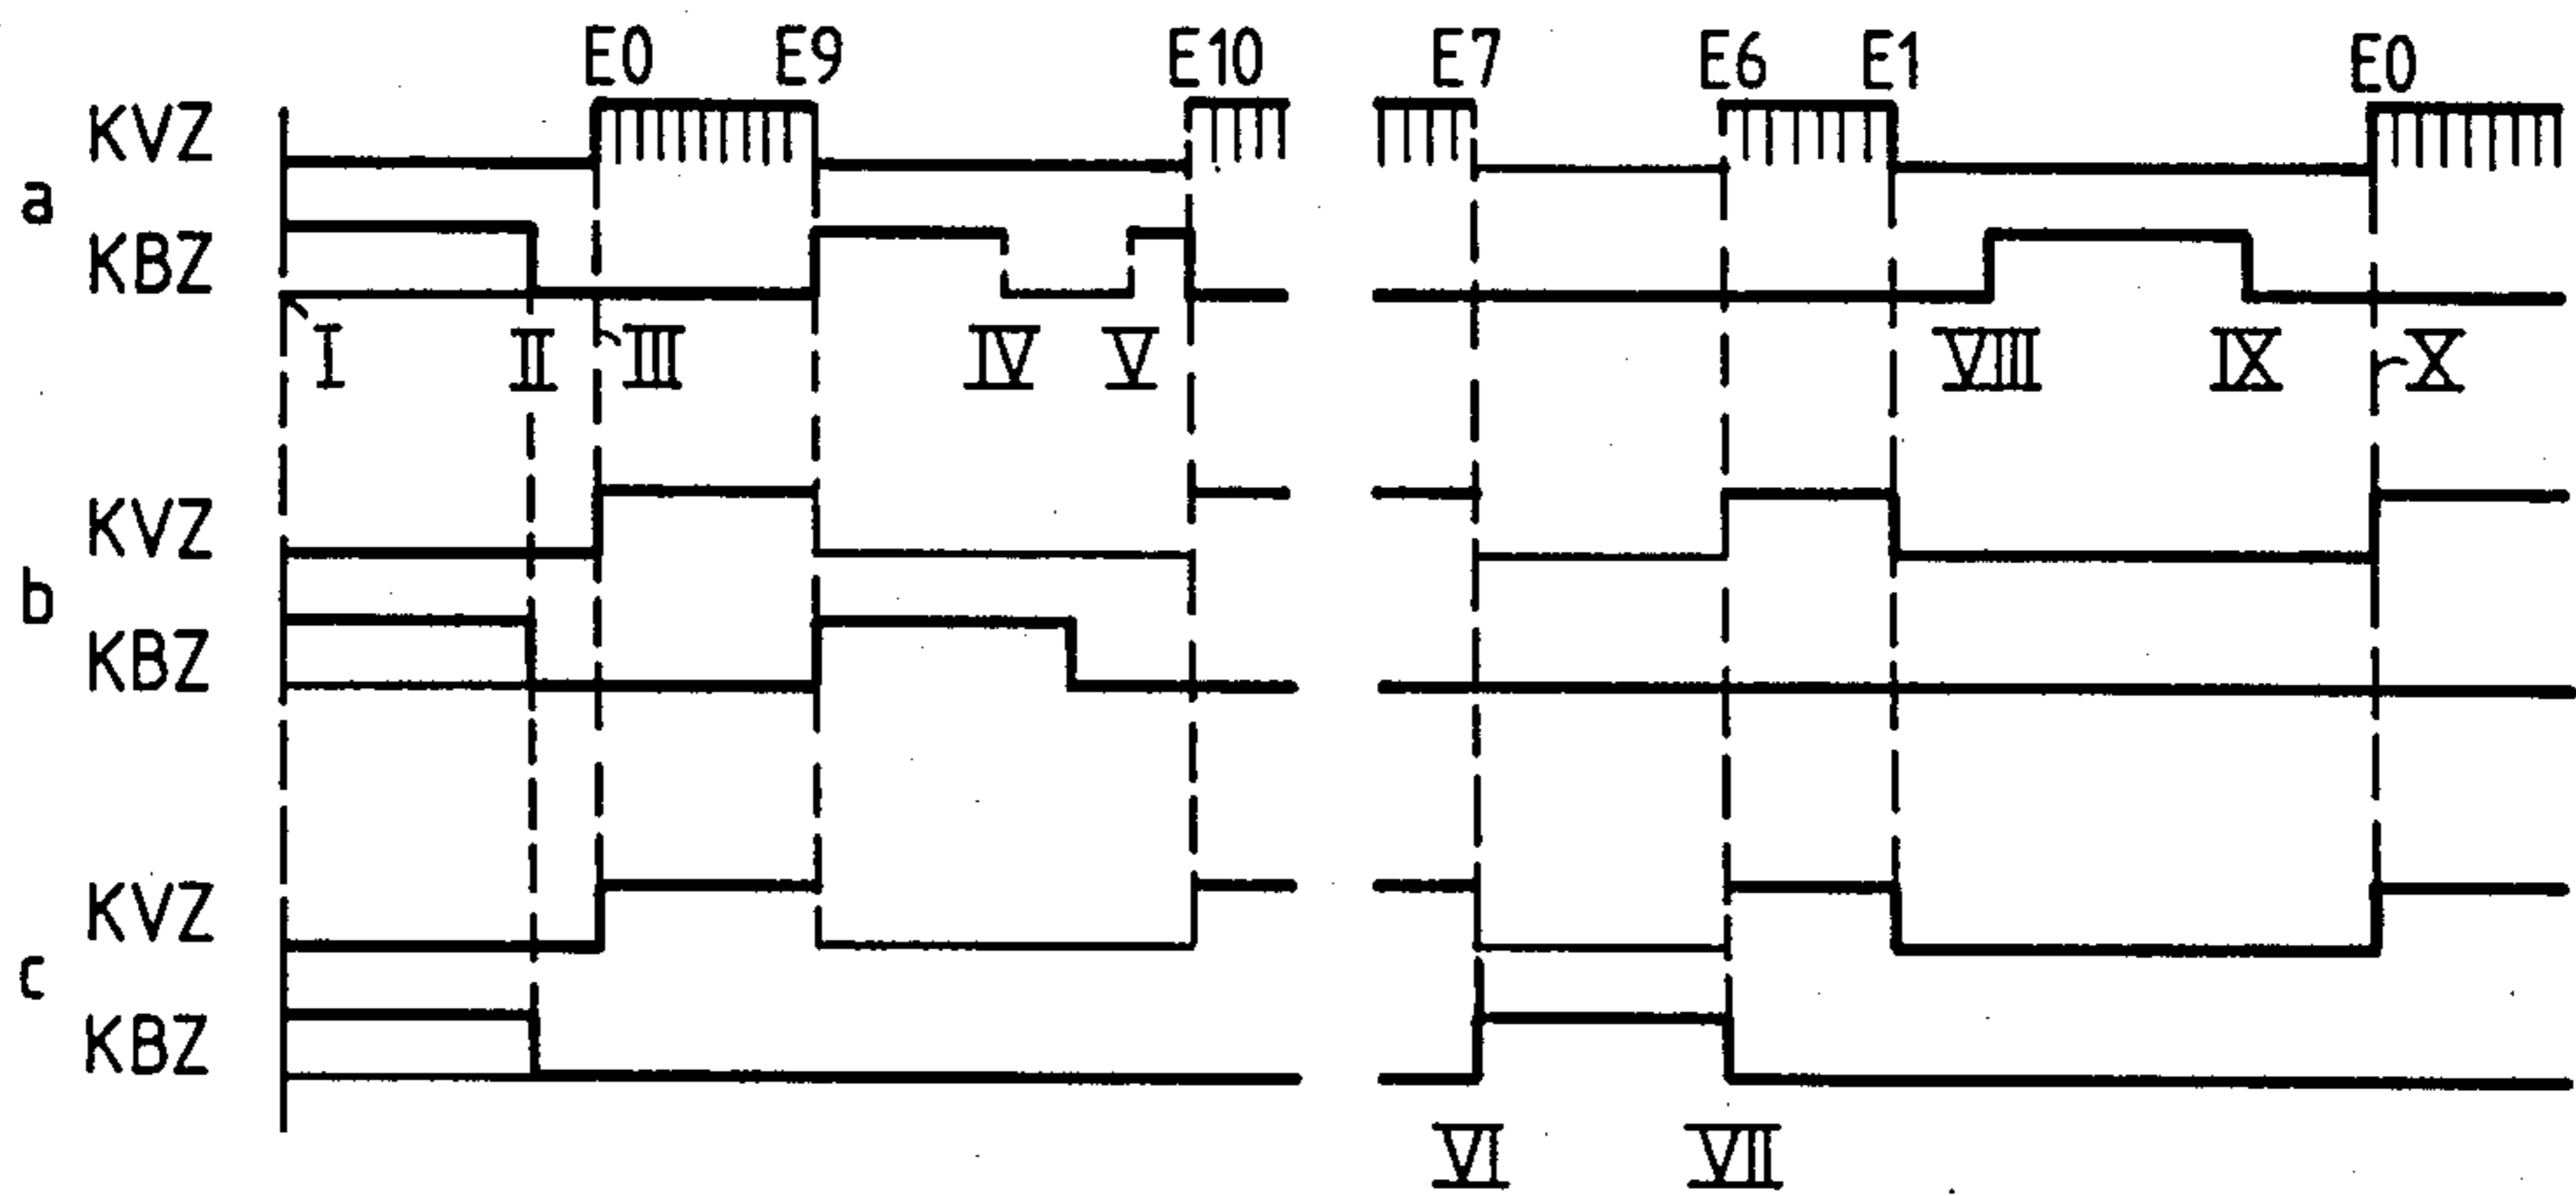 E0 E9 E10 E7 E6 E1 E0
KVZ
a
KBZ
I II III IV V VIII IX X
KVZ
b
KBZ
KVZ
c
KBZ
VI VII